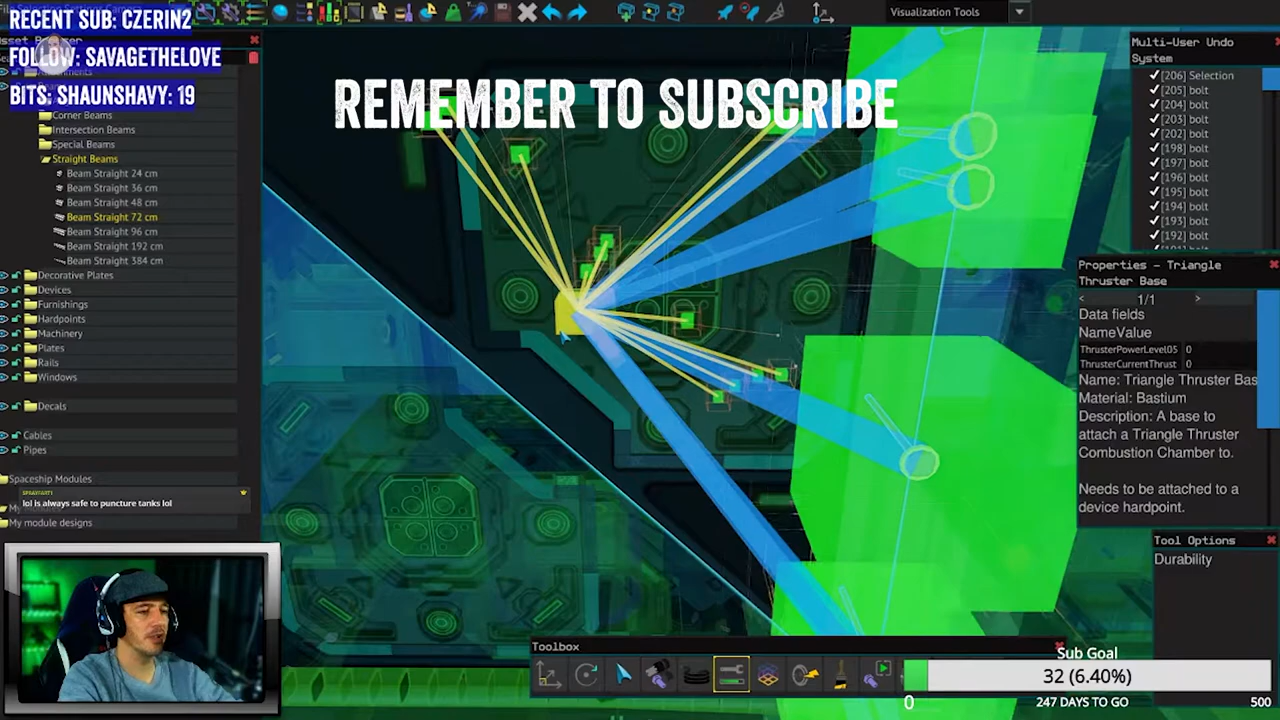 RECENT SUB: CZERIN2
FOLLOW: SAVAGETHELOVE
BITS: SHAUNSHAVY: 19
REMEMBER TO SUBSCRIBE
Visualization Tools
Corner Beams
Intersection Beams
Special Beams
Straight Beams
Beam Straight 24 cm
Beam Straight 36 cm
Beam Straight 48 cm
Beam Straight 72 cm
Beam Straight 96 cm
Beam Straight 192 cm
Beam Straight 384 cm
Decorative Plates
Devices
Furnishings
Hardpoints
Machinery
Plates
Rails
Windows
Decals
Cables
Pipes
Spaceship Modules
lol is always safe to puncture tanks lol
My module designs
Multi-User Undo
System
[206] Selection
[205] bolt
[204] bolt
[203] bolt
[202] bolt
[198] bolt
[197] bolt
[196] bolt
[195] bolt
[194] bolt
[193] bolt
[192] bolt
Properties - Triangle
Thruster Base
< 1/1 >
Data fields
NameValue
ThrusterPowerLevel05 0
ThrusterCurrentThrust 0
Name: Triangle Thruster Bas
Material: Bastium
Description: A base to
attach a Triangle Thruster
Combustion Chamber to.
Needs to be attached to a
device hardpoint.
Tool Options
Durability
Toolbox
Sub Goal
32 (6.40%)
0
247 DAYS TO GO
500